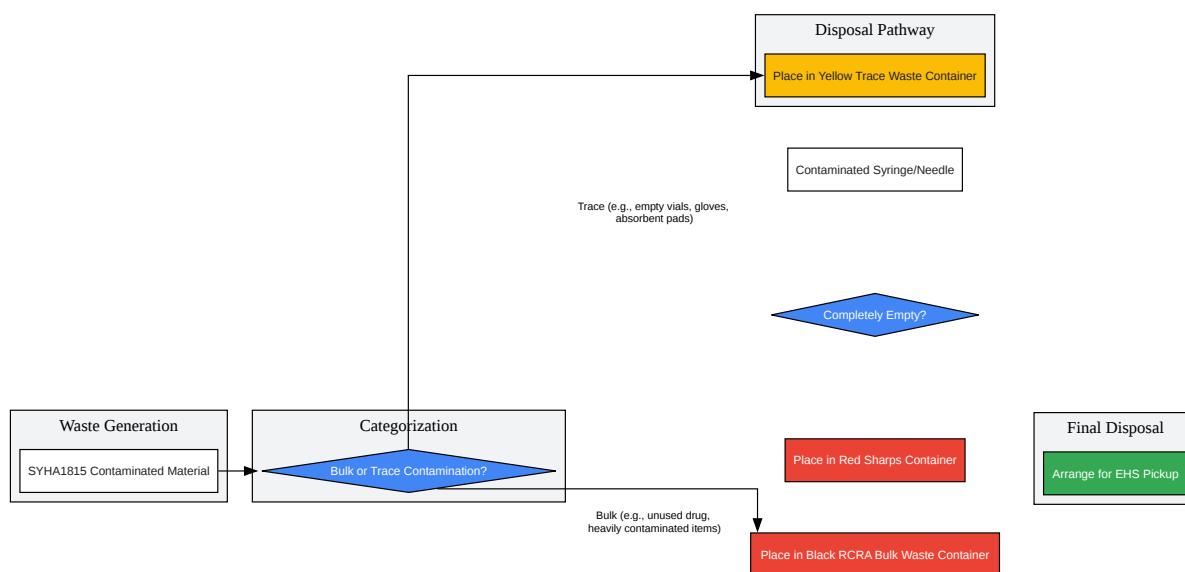 Disposal Pathway
Place in Yellow Trace Waste Container
Contaminated Syringe/Needle
Trace (e.g., empty vials, gloves,
absorbent pads)
Completely Empty?
Waste Generation
SYHA1815 Contaminated Material
Categorization
Bulk or Trace Contamination?
Bulk (e.g., unused drug,
heavily contaminated items)
Place in Red Sharps Container
Place in Black RCRA Bulk Waste Container
Final Disposal
Arrange for EHS Pickup